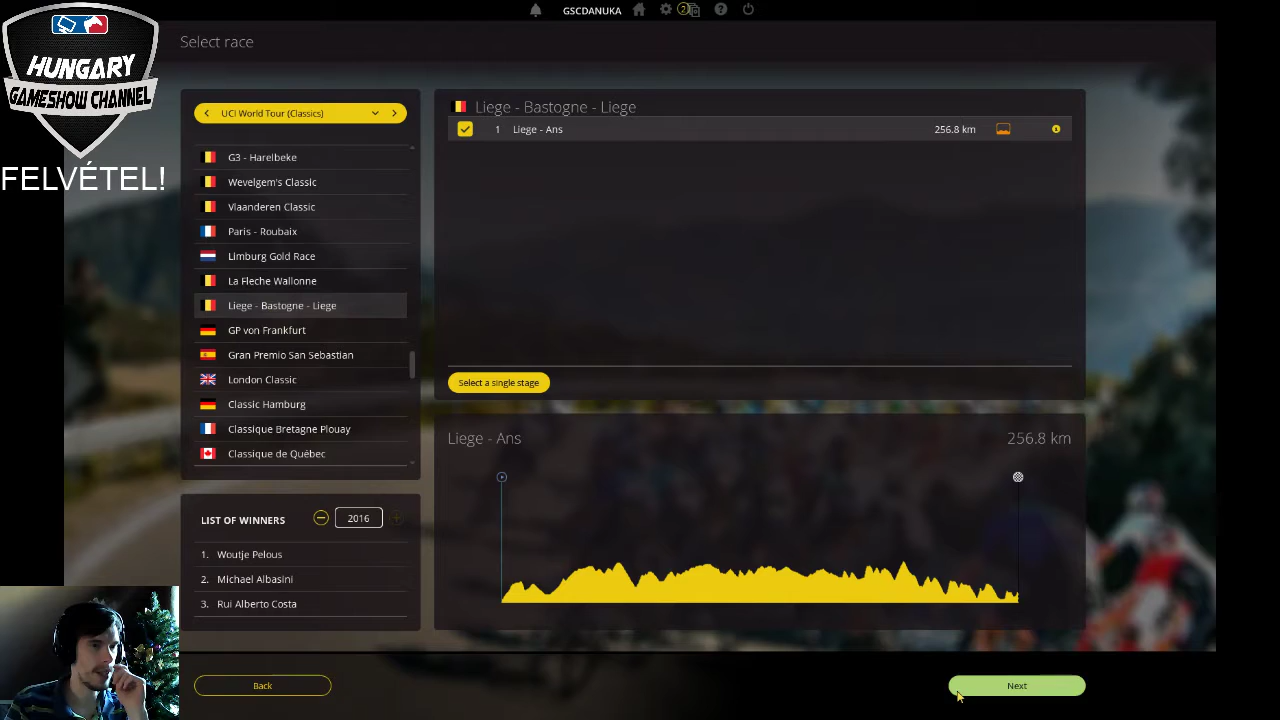 GSCDANUKA
2
HUNGARY
GAMESHOW CHANNEL
FELVÉTEL!
Select race
UCI World Tour (Classics)
G3 - Harelbeke
Wevelgem's Classic
Vlaanderen Classic
Paris - Roubaix
Limburg Gold Race
La Fleche Wallonne
Liege - Bastogne - Liege
GP von Frankfurt
Gran Premio San Sebastian
London Classic
Classic Hamburg
Classique Bretagne Plouay
Classique de Québec
LIST OF WINNERS
2016
1. Woutje Pelous
2. Michael Albasini
3. Rui Alberto Costa
Liege - Bastogne - Liege
1 Liege - Ans 256.8 km
Select a single stage
Liege - Ans 256.8 km
Back
Next